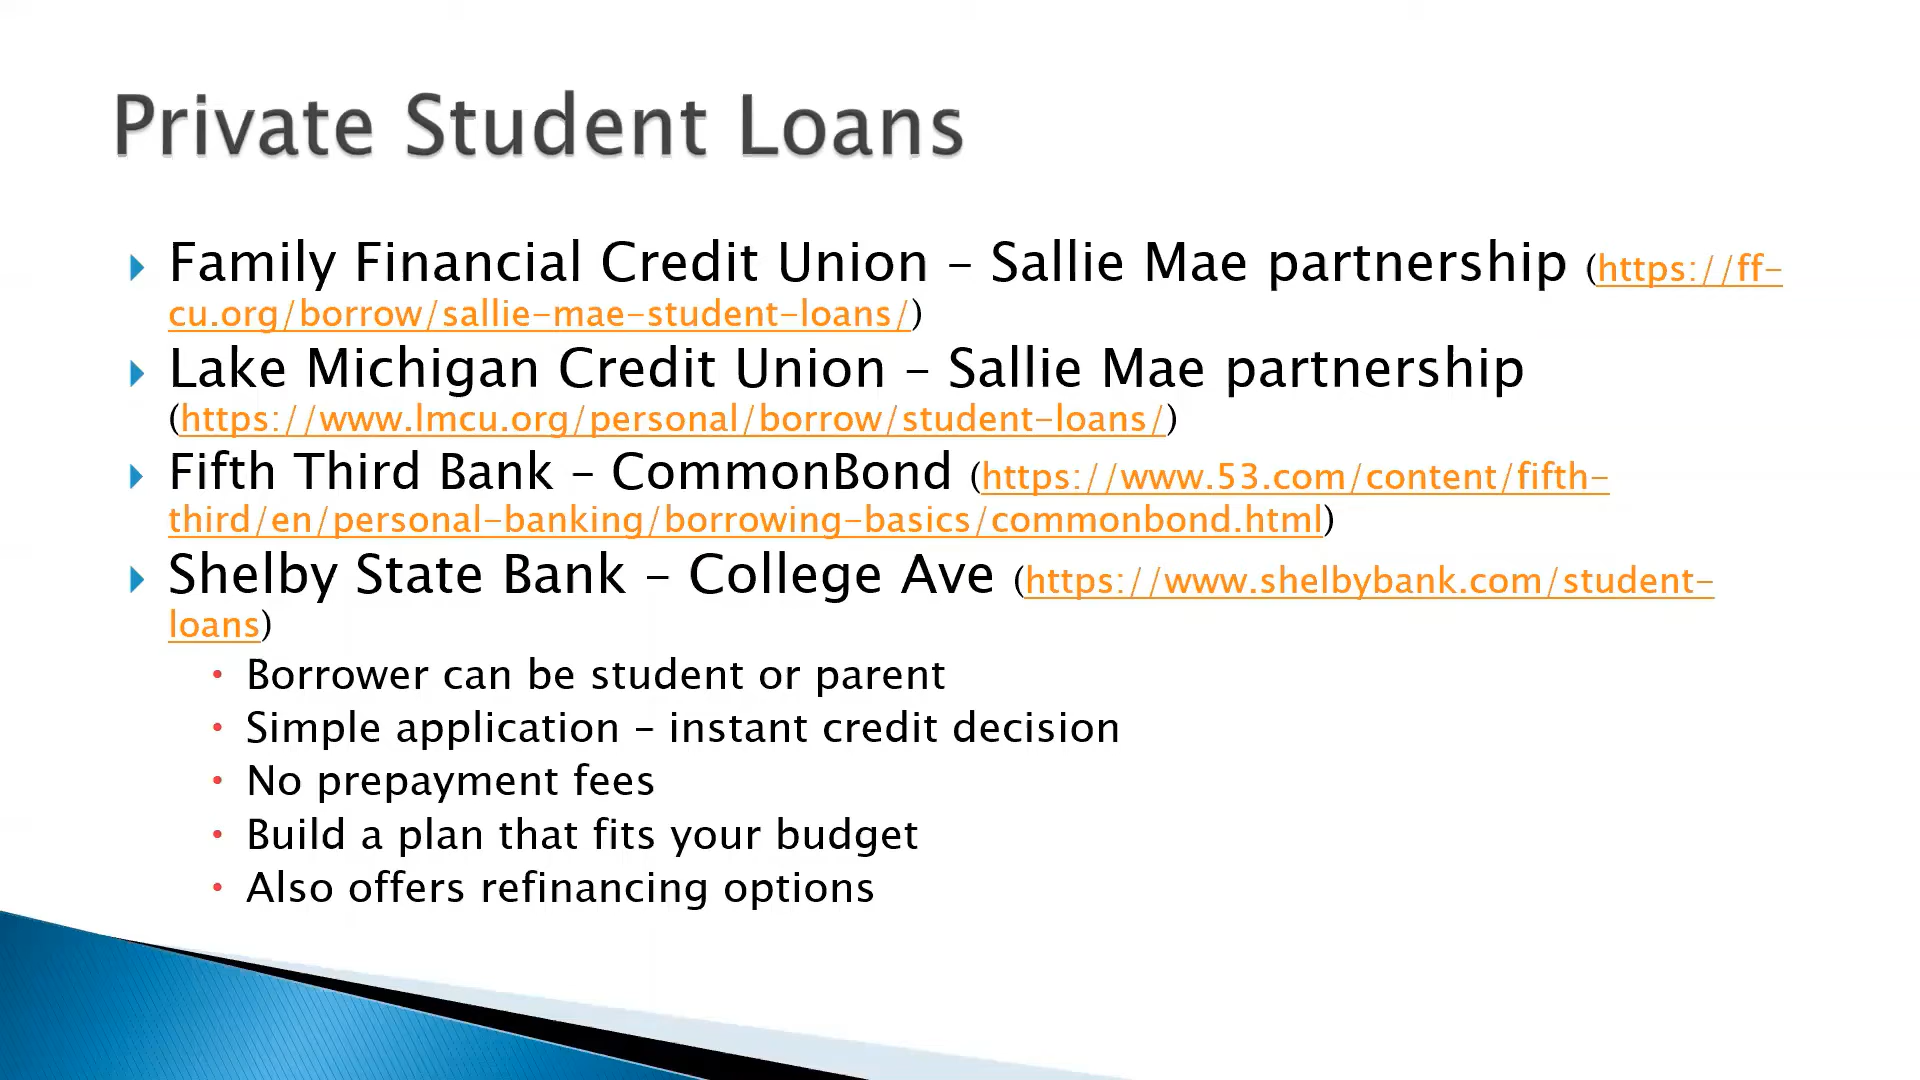 Private Student Loans
Family Financial Credit Union – Sallie Mae partnership (https://ff-
cu.org/borrow/sallie-mae-student-loans/)
Lake Michigan Credit Union – Sallie Mae partnership
(https://www.lmcu.org/personal/borrow/student-loans/)
Fifth Third Bank – CommonBond (https://www.53.com/content/fifth-
third/en/personal-banking/borrowing-basics/commonbond.html)
Shelby State Bank – College Ave (https://www.shelbybank.com/student-
loans)
Borrower can be student or parent
Simple application – instant credit decision
No prepayment fees
Build a plan that fits your budget
Also offers refinancing options